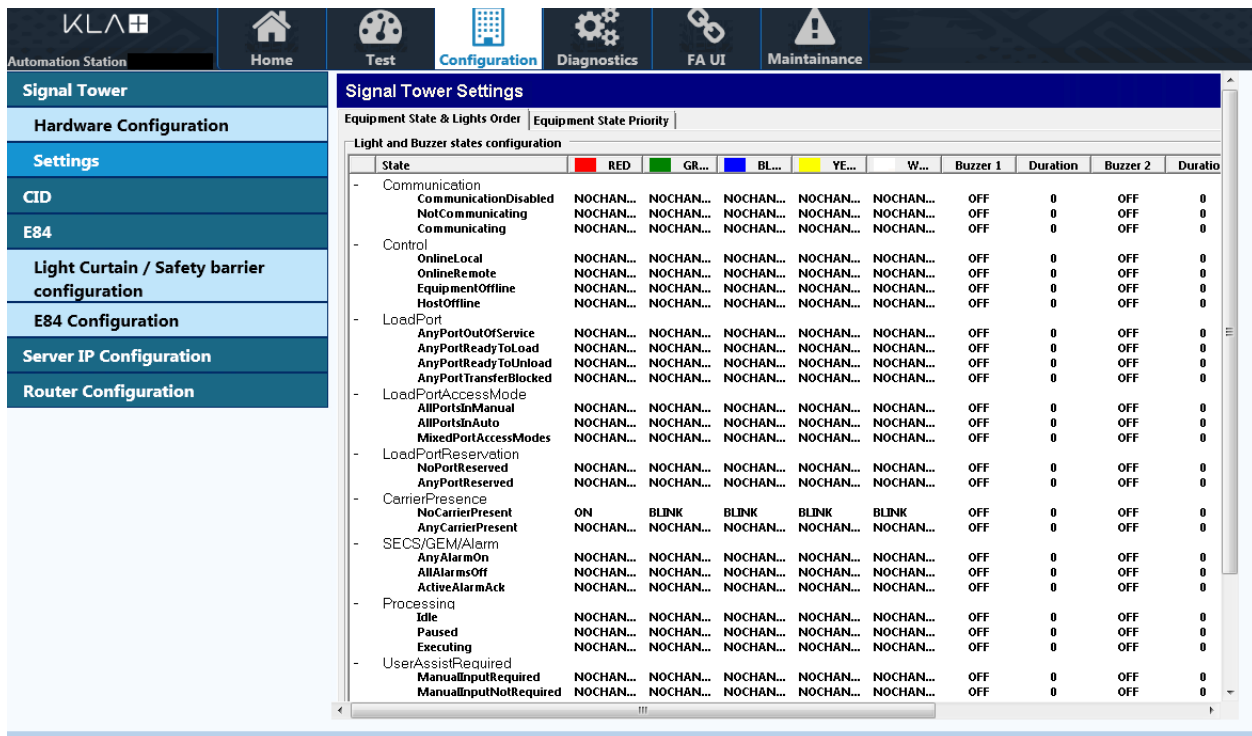 KLA
Automation Station
Home
Test
Configuration
Diagnostics
FA UI
Maintainance
Signal Tower
Hardware Configuration
Settings
CID
E84
Light Curtain / Safety barrier
configuration
E84 Configuration
Server IP Configuration
Router Configuration
Signal Tower Settings
Equipment State & Lights Order Equipment State Priority
Light and Buzzer states configuration
State RED GR... BL... YE... W... Buzzer 1 Duration Buzzer 2 Duratio
- Communication
CommunicationDisabled NOCHAN... NOCHAN... NOCHAN... NOCHAN... NOCHAN... OFF 0 OFF 0
NotCommunicating NOCHAN... NOCHAN... NOCHAN... NOCHAN... NOCHAN... OFF 0 OFF 0
Communicating NOCHAN... NOCHAN... NOCHAN... NOCHAN... NOCHAN... OFF 0 OFF 0
- Control
OnlineLocal NOCHAN... NOCHAN... NOCHAN... NOCHAN... NOCHAN... OFF 0 OFF 0
OnlineRemote NOCHAN... NOCHAN... NOCHAN... NOCHAN... NOCHAN... OFF 0 OFF 0
EquipmentOffline NOCHAN... NOCHAN... NOCHAN... NOCHAN... NOCHAN... OFF 0 OFF 0
HostOffline NOCHAN... NOCHAN... NOCHAN... NOCHAN... NOCHAN... OFF 0 OFF 0
- LoadPort
AnyPortOutOfService NOCHAN... NOCHAN... NOCHAN... NOCHAN... NOCHAN... OFF 0 OFF 0
AnyPortReadyToLoad NOCHAN... NOCHAN... NOCHAN... NOCHAN... NOCHAN... OFF 0 OFF 0
AnyPortReadyToUnload NOCHAN... NOCHAN... NOCHAN... NOCHAN... NOCHAN... OFF 0 OFF 0
AnyPortTransferBlocked NOCHAN... NOCHAN... NOCHAN... NOCHAN... NOCHAN... OFF 0 OFF 0
- LoadPortAccessMode
AllPortsInManual NOCHAN... NOCHAN... NOCHAN... NOCHAN... NOCHAN... OFF 0 OFF 0
AllPortsInAuto NOCHAN... NOCHAN... NOCHAN... NOCHAN... NOCHAN... OFF 0 OFF 0
MixedPortAccessModes NOCHAN... NOCHAN... NOCHAN... NOCHAN... NOCHAN... OFF 0 OFF 0
- LoadPortReservation
NoPortReserved NOCHAN... NOCHAN... NOCHAN... NOCHAN... NOCHAN... OFF 0 OFF 0
AnyPortReserved NOCHAN... NOCHAN... NOCHAN... NOCHAN... NOCHAN... OFF 0 OFF 0
- CarrierPresence
NoCarrierPresent ON BLINK BLINK BLINK BLINK OFF 0 OFF 0
AnyCarrierPresent NOCHAN... NOCHAN... NOCHAN... NOCHAN... NOCHAN... OFF 0 OFF 0
- SECS/GEM/Alarm
AnyAlarmOn NOCHAN... NOCHAN... NOCHAN... NOCHAN... NOCHAN... OFF 0 OFF 0
AllAlarmsOff NOCHAN... NOCHAN... NOCHAN... NOCHAN... NOCHAN... OFF 0 OFF 0
ActiveAlarmAck NOCHAN... NOCHAN... NOCHAN... NOCHAN... NOCHAN... OFF 0 OFF 0
- Processing
Idle NOCHAN... NOCHAN... NOCHAN... NOCHAN... NOCHAN... OFF 0 OFF 0
Paused NOCHAN... NOCHAN... NOCHAN... NOCHAN... NOCHAN... OFF 0 OFF 0
Executing NOCHAN... NOCHAN... NOCHAN... NOCHAN... NOCHAN... OFF 0 OFF 0
- UserAssistRequired
ManualInputRequired NOCHAN... NOCHAN... NOCHAN... NOCHAN... NOCHAN... OFF 0 OFF 0
ManualInputNotRequired NOCHAN... NOCHAN... NOCHAN... NOCHAN... NOCHAN... OFF 0 OFF 0